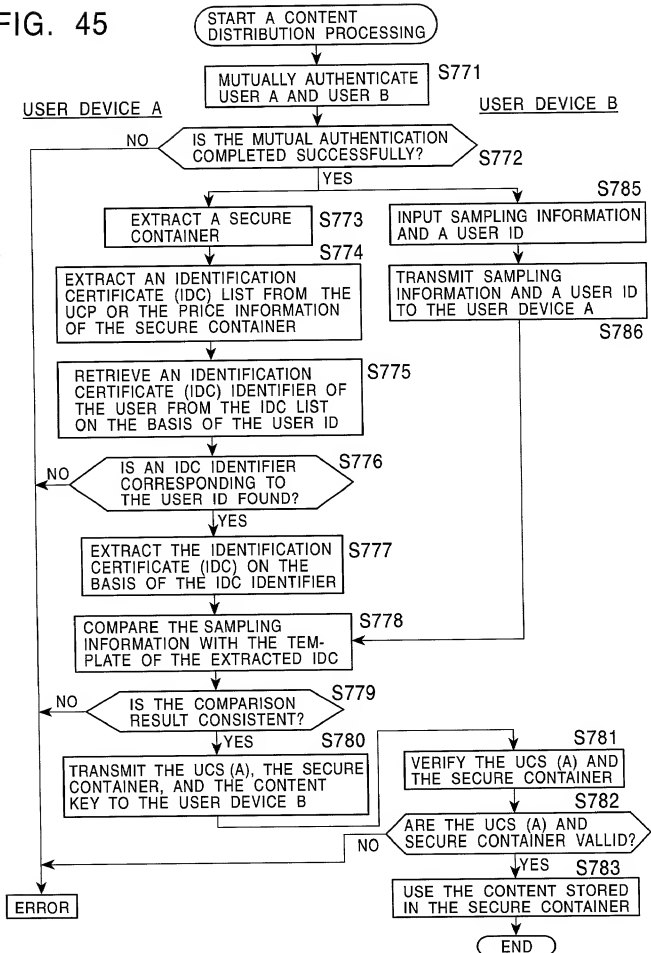 FIG. 45
START A CONTENT
DISTRIBUTION PROCESSING
S771
MUTUALLY AUTHENTICATE
USER A AND USER B
USER DEVICE A
USER DEVICE B
NO
IS THE MUTUAL AUTHENTICATION
COMPLETED SUCCESSFULLY?
S772
YES
S785
EXTRACT A SECURE
CONTAINER
S773
INPUT SAMPLING INFORMATION
AND A USER ID
S774
EXTRACT AN IDENTIFICATION
CERTIFICATE (IDC) LIST FROM THE
UCP OR THE PRICE INFORMATION
OF THE SECURE CONTAINER
TRANSMIT SAMPLING
INFORMATION AND A USER ID
TO THE USER DEVICE A
S786
S775
RETRIEVE AN IDENTIFICATION
CERTIFICATE (IDC) IDENTIFIER OF
THE USER FROM THE IDC LIST
ON THE BASIS OF THE USER ID
S776
NO
IS AN IDC IDENTIFIER
CORRESPONDING TO
THE USER ID FOUND?
YES
EXTRACT THE IDENTIFICATION
CERTIFICATE (IDC) ON THE
BASIS OF THE IDC IDENTIFIER
S777
COMPARE THE SAMPLING
INFORMATION WITH THE TEM-
PLATE OF THE EXTRACTED IDC
S778
S779
NO
IS THE COMPARISON
RESULT CONSISTENT?
YES
S780
TRANSMIT THE UCS (A), THE SECURE
CONTAINER, AND THE CONTENT
KEY TO THE USER DEVICE B
S781
VERIFY THE UCS (A) AND
THE SECURE CONTAINER
S782
NO
ARE THE UCS (A) AND
SECURE CONTAINER VALLID?
YES
S783
USE THE CONTENT STORED
IN THE SECURE CONTAINER
ERROR
END